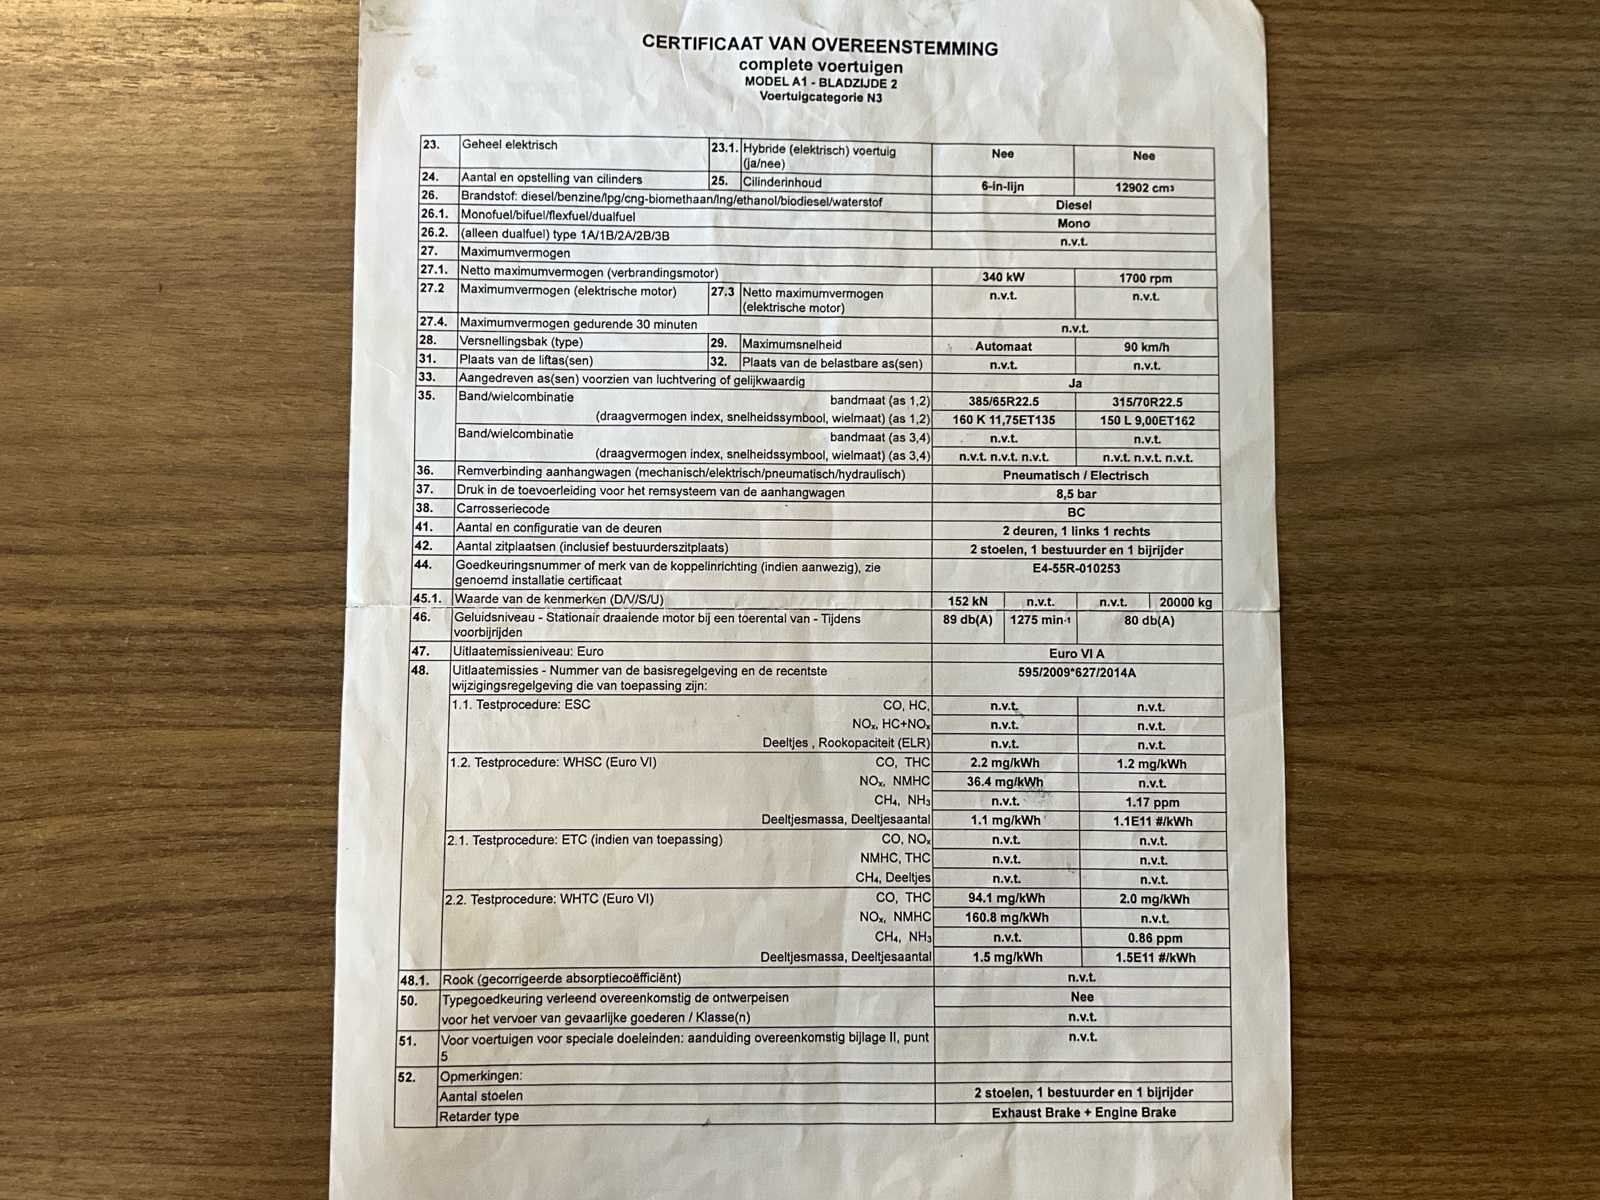 CERTIFICAAT VAN OVEREENSTEMMING
complete voertuigen
MODEL A1 - BLADZIJDE 2
Voertuigcategorie N3
23. Geheel elektrisch 23.1. Hybride (elektrisch) voertuig (ja/nee) Nee Nee
24. Aantal en opstelling van cilinders 25. Cilinderinhoud 6-in-lijn 12902 cm³
26. Brandstof: diesel/benzine/lpg/cng-biomethaan/lng/ethanol/biodiesel/waterstof Diesel
26.1. Monofuel/bifuel/flexfuel/dualfuel Mono
26.2. (alleen dualfuel) type 1A/1B/2A/2B/3B n.v.t.
27. Maximumvermogen
27.1. Netto maximumvermogen (verbrandingsmotor) 340 kW 1700 rpm
27.2 Maximumvermogen (elektrische motor) 27.3 Netto maximumvermogen (elektrische motor) n.v.t. n.v.t.
27.4. Maximumvermogen gedurende 30 minuten n.v.t.
28. Versnellingsbak (type) 29. Maximumsnelheid Automaat 90 km/h
31. Plaats van de liftas(sen) 32. Plaats van de belastbare as(sen) n.v.t. n.v.t.
33. Aangedreven as(sen) voorzien van luchtvering of gelijkwaardig Ja
35. Band/wielcombinatie bandmaat (as 1,2) 385/65R22.5 315/70R22.5
(draagvermogen index, snelheidssymbool, wielmaat) (as 1,2) 160 K 11,75ET135 150 L 9,00ET162
Band/wielcombinatie bandmaat (as 3,4) n.v.t. n.v.t.
(draagvermogen index, snelheidssymbool, wielmaat) (as 3,4) n.v.t. n.v.t. n.v.t. n.v.t. n.v.t. n.v.t.
36. Remverbinding aanhangwagen (mechanisch/elektrisch/pneumatisch/hydraulisch) Pneumatisch / Electrisch
37. Druk in de toevoerleiding voor het remsysteem van de aanhangwagen 8,5 bar
38. Carrosseriecode BC
41. Aantal en configuratie van de deuren 2 deuren, 1 links 1 rechts
42. Aantal zitplaatsen (inclusief bestuurderszitplaats) 2 stoelen, 1 bestuurder en 1 bijrijder
44. Goedkeuringsnummer of merk van de koppelinrichting (indien aanwezig), zie E4-55R-010253
genoemd installatie certificaat
45.1. Waarde van de kenmerken (D/V/S/U) 152 kN n.v.t. n.v.t. 20000 kg
46. Geluidsniveau - Stationair draaiende motor bij een toerental van - Tijdens 89 db(A) 1275 min-1 80 db(A)
voorbijrijden
47. Uitlaatemissieniveau: Euro Euro VI A
48. Uitlaatemissies - Nummer van de basisregelgeving en de recentste 595/2009*627/2014A
wijzigingsregelgeving die van toepassing zijn:
1.1. Testprocedure: ESC CO, HC, n.v.t. n.v.t.
NOx, HC+NOx n.v.t. n.v.t.
Deeltjes , Rookopaciteit (ELR) n.v.t. n.v.t.
1.2. Testprocedure: WHSC (Euro VI) CO, THC 2.2 mg/kWh 1.2 mg/kWh
NOx, NMHC 36.4 mg/kWh n.v.t.
CH4, NH3 n.v.t. 1.17 ppm
Deeltjesmassa, Deeltjesaantal 1.1 mg/kWh 1.1E11 #/kWh
2.1. Testprocedure: ETC (indien van toepassing) CO, NOx n.v.t. n.v.t.
NMHC, THC n.v.t. n.v.t.
CH4, Deeltjes n.v.t. n.v.t.
2.2. Testprocedure: WHTC (Euro VI) CO, THC 94.1 mg/kWh 2.0 mg/kWh
NOx, NMHC 160.8 mg/kWh n.v.t.
CH4, NH3 n.v.t. 0.86 ppm
Deeltjesmassa, Deeltjesaantal 1.5 mg/kWh 1.5E11 #/kWh
48.1. Rook (gecorrigeerde absorptiecoëfficiënt) n.v.t.
50. Typegoedkeuring verleend overeenkomstig de ontwerpeisen Nee
voor het vervoer van gevaarlijke goederen / Klasse(n) n.v.t.
51. Voor voertuigen voor speciale doeleinden: aanduiding overeenkomstig bijlage II, punt n.v.t.
5
52. Opmerkingen:
Aantal stoelen 2 stoelen, 1 bestuurder en 1 bijrijder
Retarder type Exhaust Brake + Engine Brake